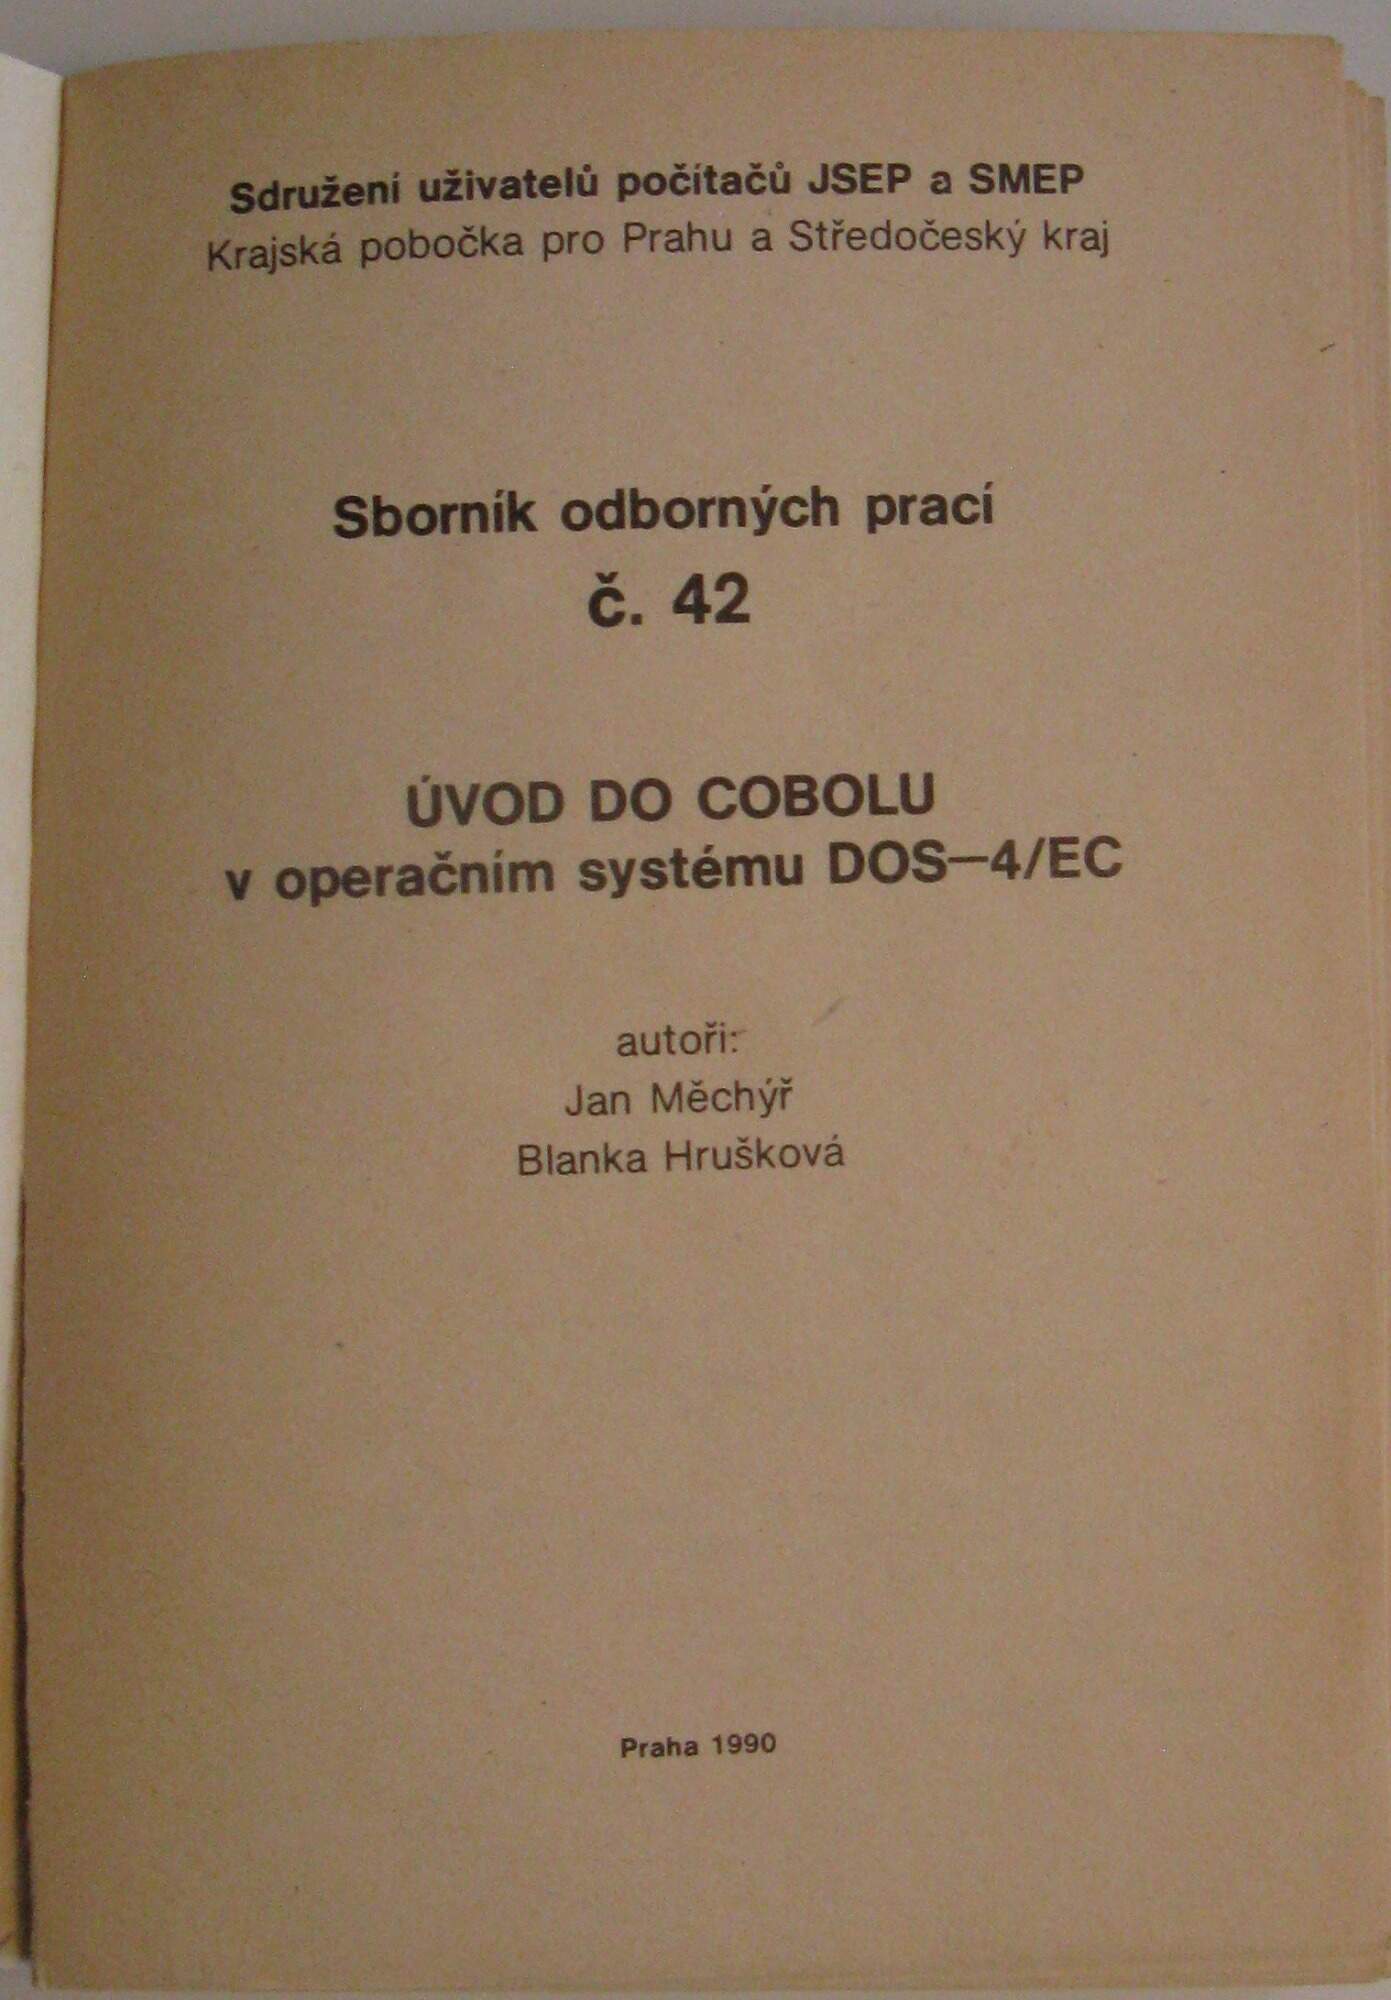 Sdružení uživatelů počítačů JSEP a SMEP
Krajská pobočka pro Prahu a Středočeský kraj
Sborník odborných prací
č. 42
ÚVOD DO COBOLU
v operačním systému DOS—4/EC
autoři:
Jan Měchýř
Blanka Hrušková
Praha 1990